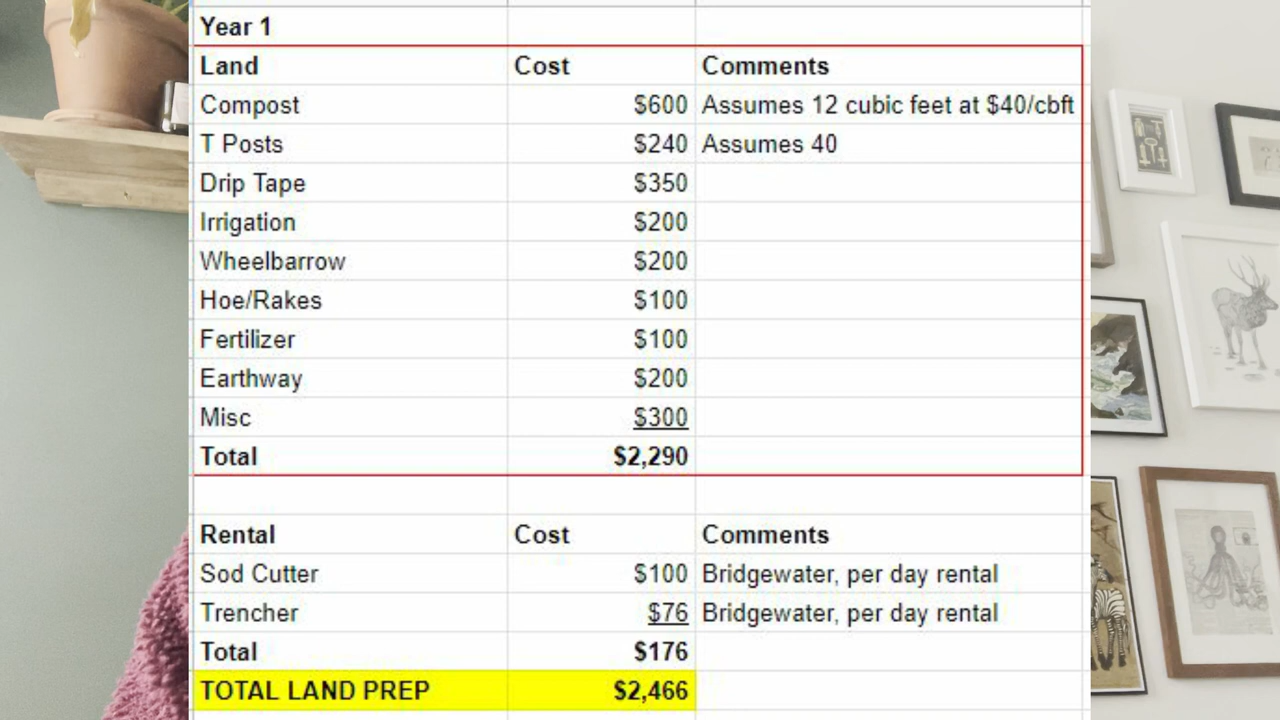 Year 1
Land Cost Comments
Compost $600 Assumes 12 cubic feet at $40/cbft
T Posts $240 Assumes 40
Drip Tape $350
Irrigation $200
Wheelbarrow $200
Hoe/Rakes $100
Fertilizer $100
Earthway $200
Misc $300
Total $2,290
Rental Cost Comments
Sod Cutter $100 Bridgewater, per day rental
Trencher $76 Bridgewater, per day rental
Total $176
TOTAL LAND PREP $2,466